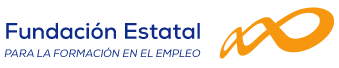 Fundación Estatal
PARA LA FORMACIÓN EN EL EMPLEO